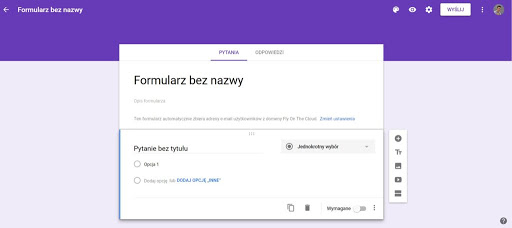 Formularz bez nazwy
WYŚLIJ
PYTANIA ODPOWIEDZI
Formularz bez nazwy
Opis formularza
Ten formularz automatycznie zbiera adresy e-mail użytkowników z domeny Fly On The Cloud. Zmień ustawienia
Pytanie bez tytułu
Jednokrotny wybór
Opcja 1
Dodaj opcję lub DODAJ OPCJĘ „INNE”
Wymagane
Tт